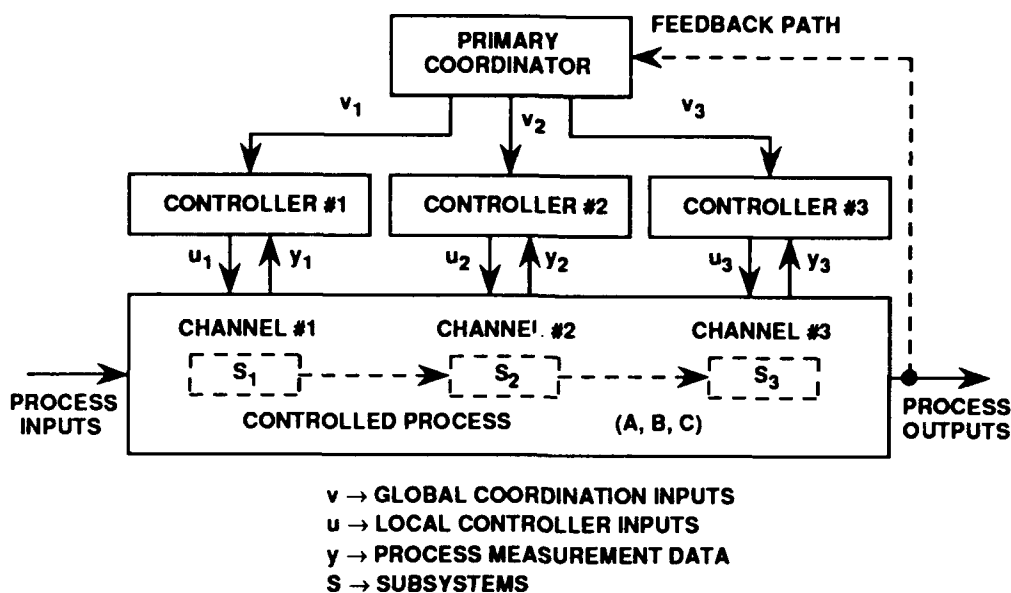 FEEDBACK PATH
PRIMARY
COORDINATOR
v1
v2
v3
CONTROLLER #1
CONTROLLER #2
CONTROLLER #3
u1
y1
u2
y2
u3
y3
CHANNEL #1
CHANNEL #2
CHANNEL #3
S1
S2
S3
PROCESS
INPUTS
CONTROLLED PROCESS
(A, B, C)
PROCESS
OUTPUTS
v → GLOBAL COORDINATION INPUTS
u → LOCAL CONTROLLER INPUTS
y → PROCESS MEASUREMENT DATA
S → SUBSYSTEMS